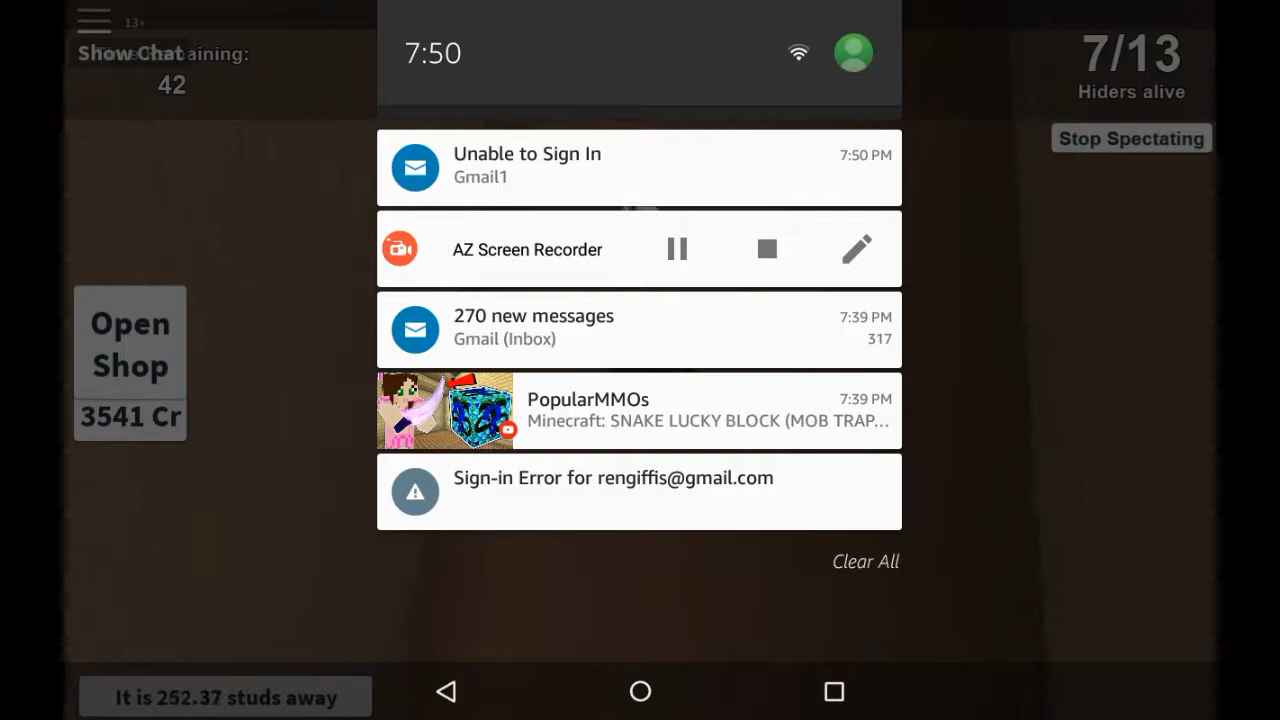 13+
Show Chat
Time Remaining:
42
7:50
7/13
Hiders alive
Stop Spectating
Unable to Sign In
7:50 PM
Gmail1
AZ Screen Recorder
270 new messages
7:39 PM
Gmail (Inbox)
317
PopularMMOs
7:39 PM
Minecraft: SNAKE LUCKY BLOCK (MOB TRAP...
Sign-in Error for rengiffis@gmail.com
Clear All
Open
Shop
3541 Cr
It is 252.37 studs away